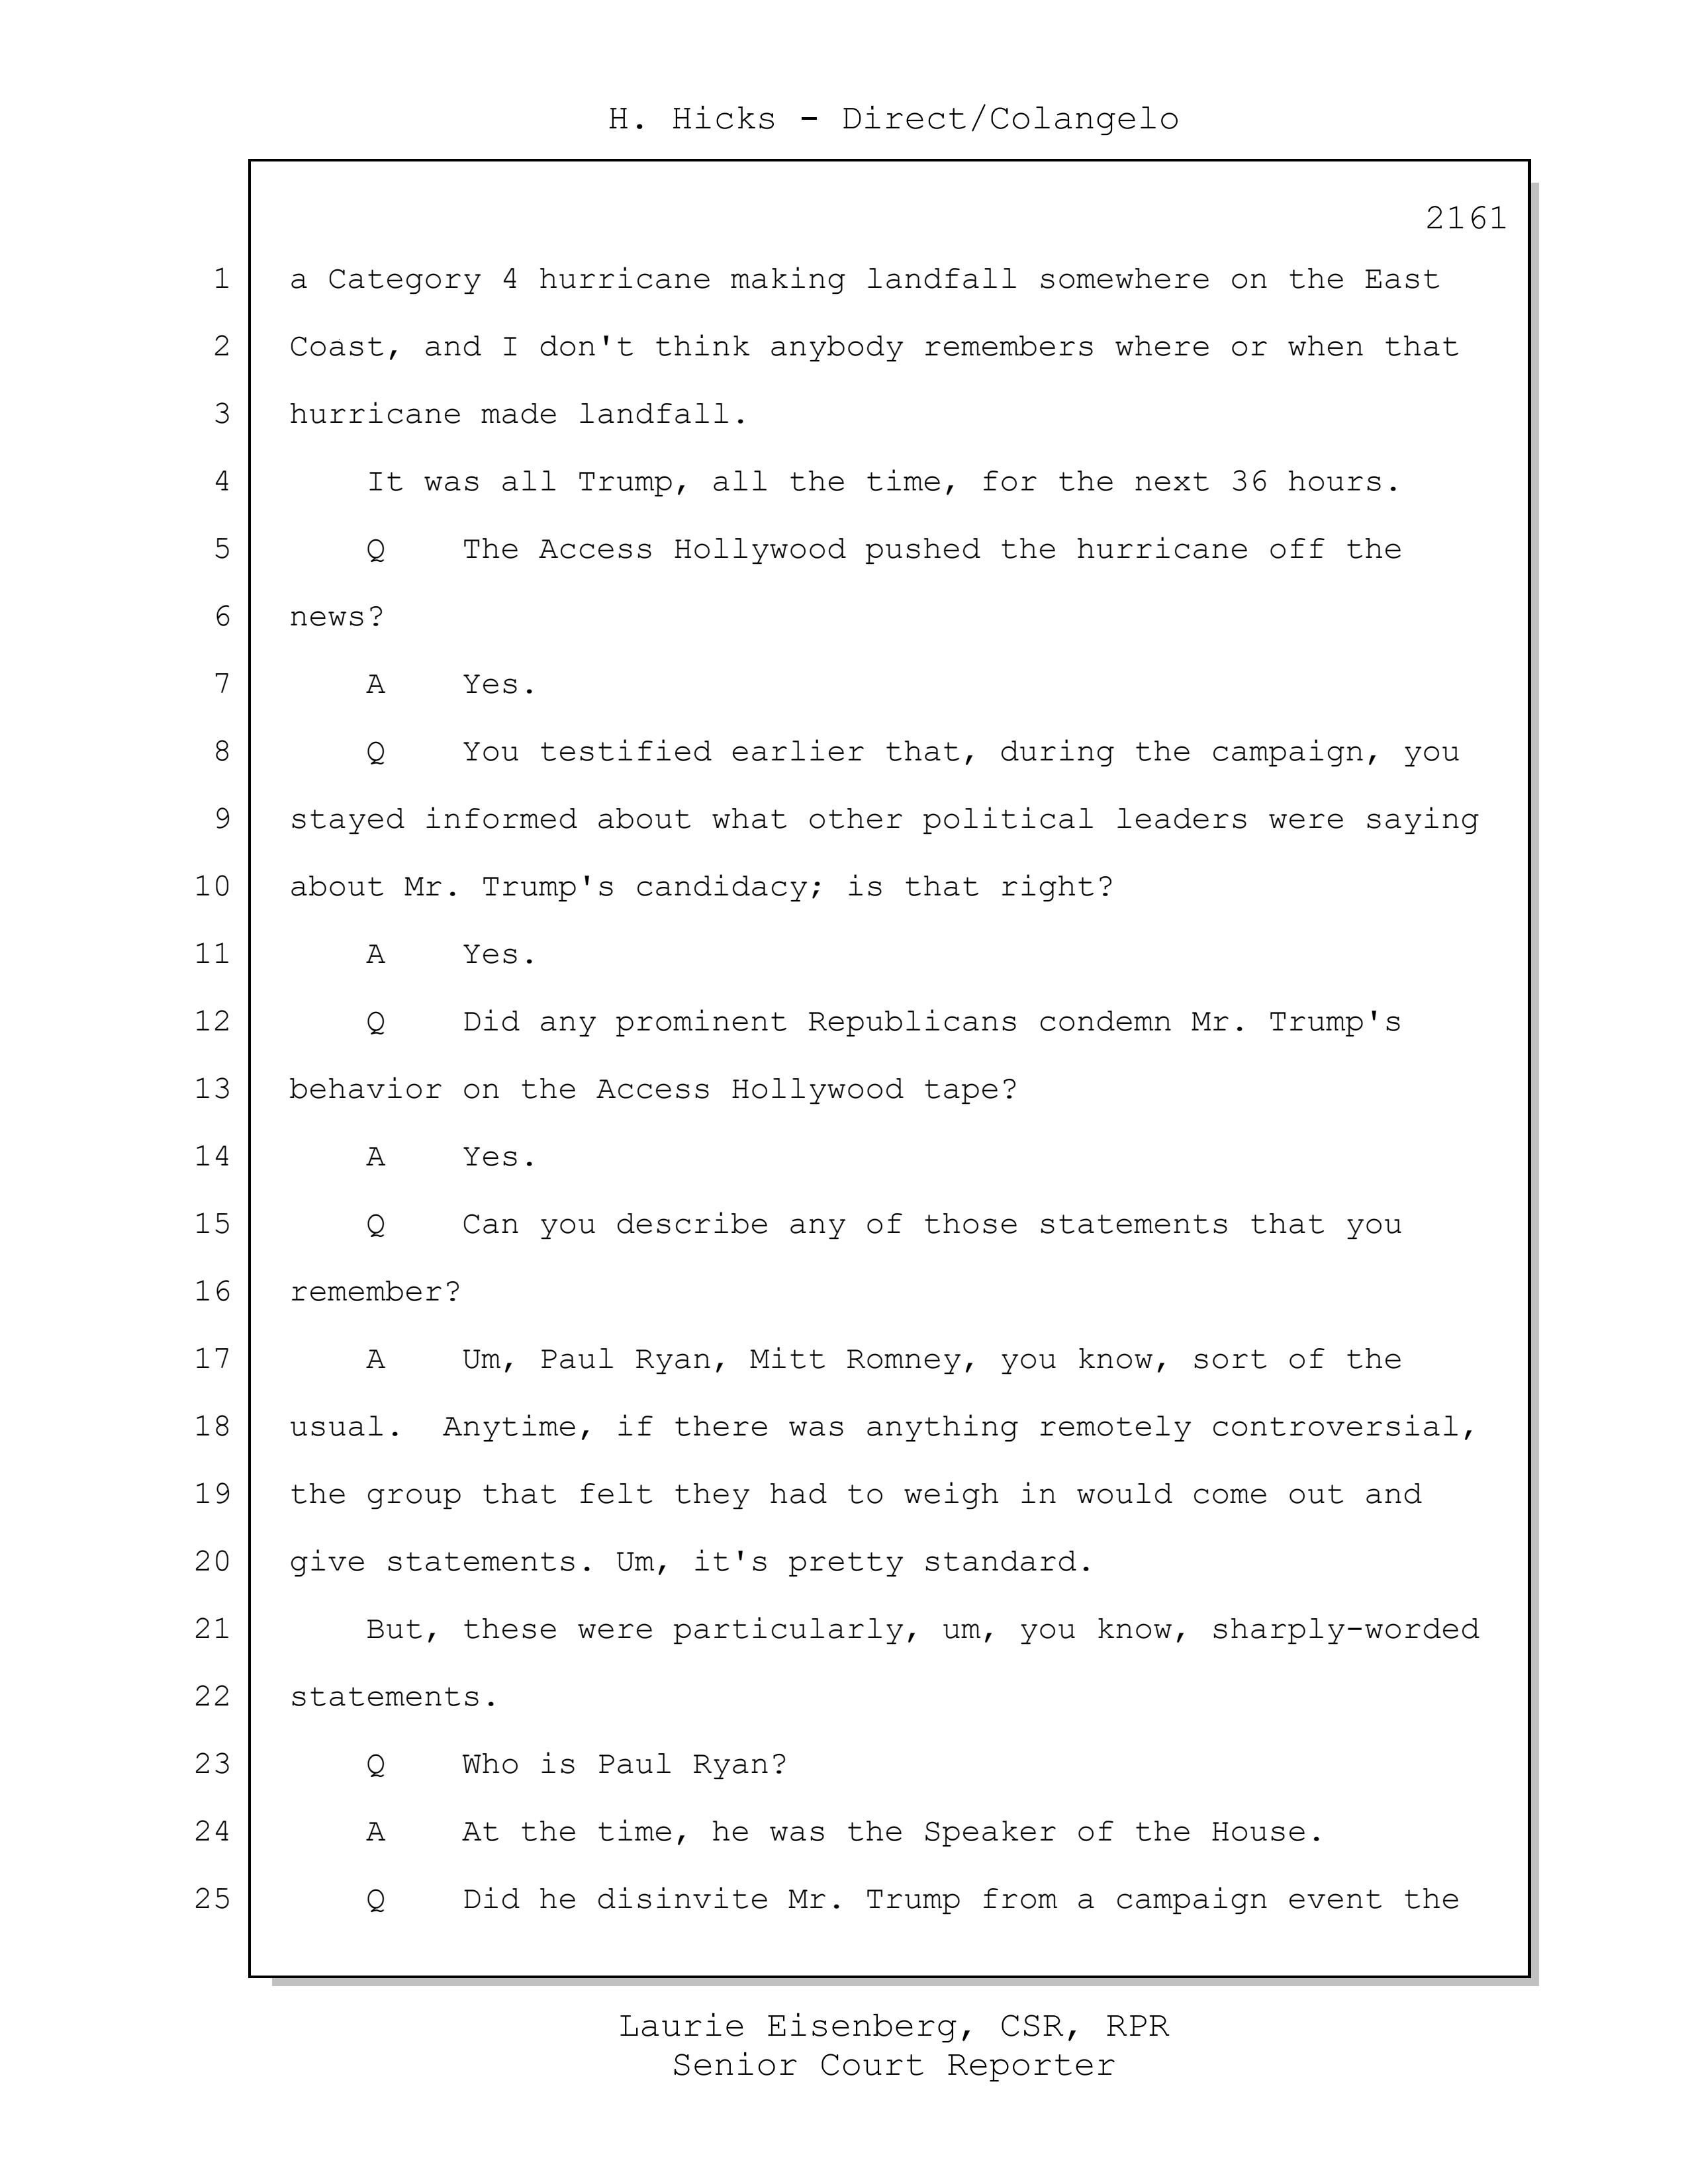 H. Hicks - Direct/Colangelo
2161
1 a Category 4 hurricane making landfall somewhere on the East
2 Coast, and I don't think anybody remembers where or when that
3 hurricane made landfall.
4 It was all Trump, all the time, for the next 36 hours.
5 Q The Access Hollywood pushed the hurricane off the
6 news?
7 A Yes.
8 Q You testified earlier that, during the campaign, you
9 stayed informed about what other political leaders were saying
10 about Mr. Trump's candidacy; is that right?
11 A Yes.
12 Q Did any prominent Republicans condemn Mr. Trump's
13 behavior on the Access Hollywood tape?
14 A Yes.
15 Q Can you describe any of those statements that you
16 remember?
17 A Um, Paul Ryan, Mitt Romney, you know, sort of the
18 usual. Anytime, if there was anything remotely controversial,
19 the group that felt they had to weigh in would come out and
20 give statements. Um, it's pretty standard.
21 But, these were particularly, um, you know, sharply-worded
22 statements.
23 Q Who is Paul Ryan?
24 A At the time, he was the Speaker of the House.
25 Q Did he disinvite Mr. Trump from a campaign event the
Laurie Eisenberg, CSR, RPR
Senior Court Reporter